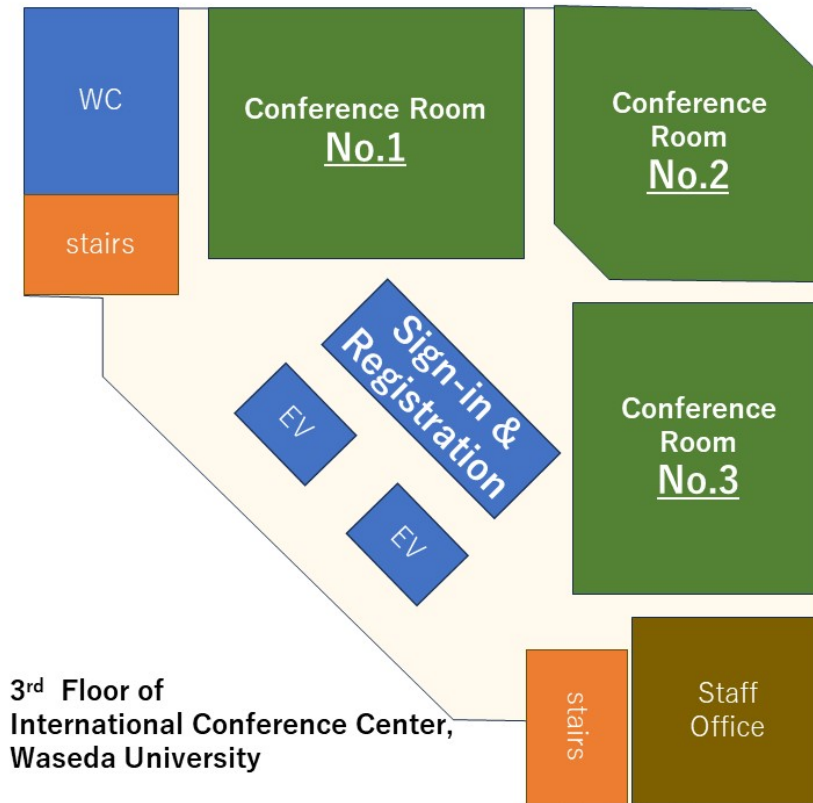 WC
stairs
Conference Room
No.1
Conference
Room
No.2
Sign-in &
Registration
EV
EV
Conference
Room
No.3
stairs
Staff
Office
3rd Floor of
International Conference Center,
Waseda University